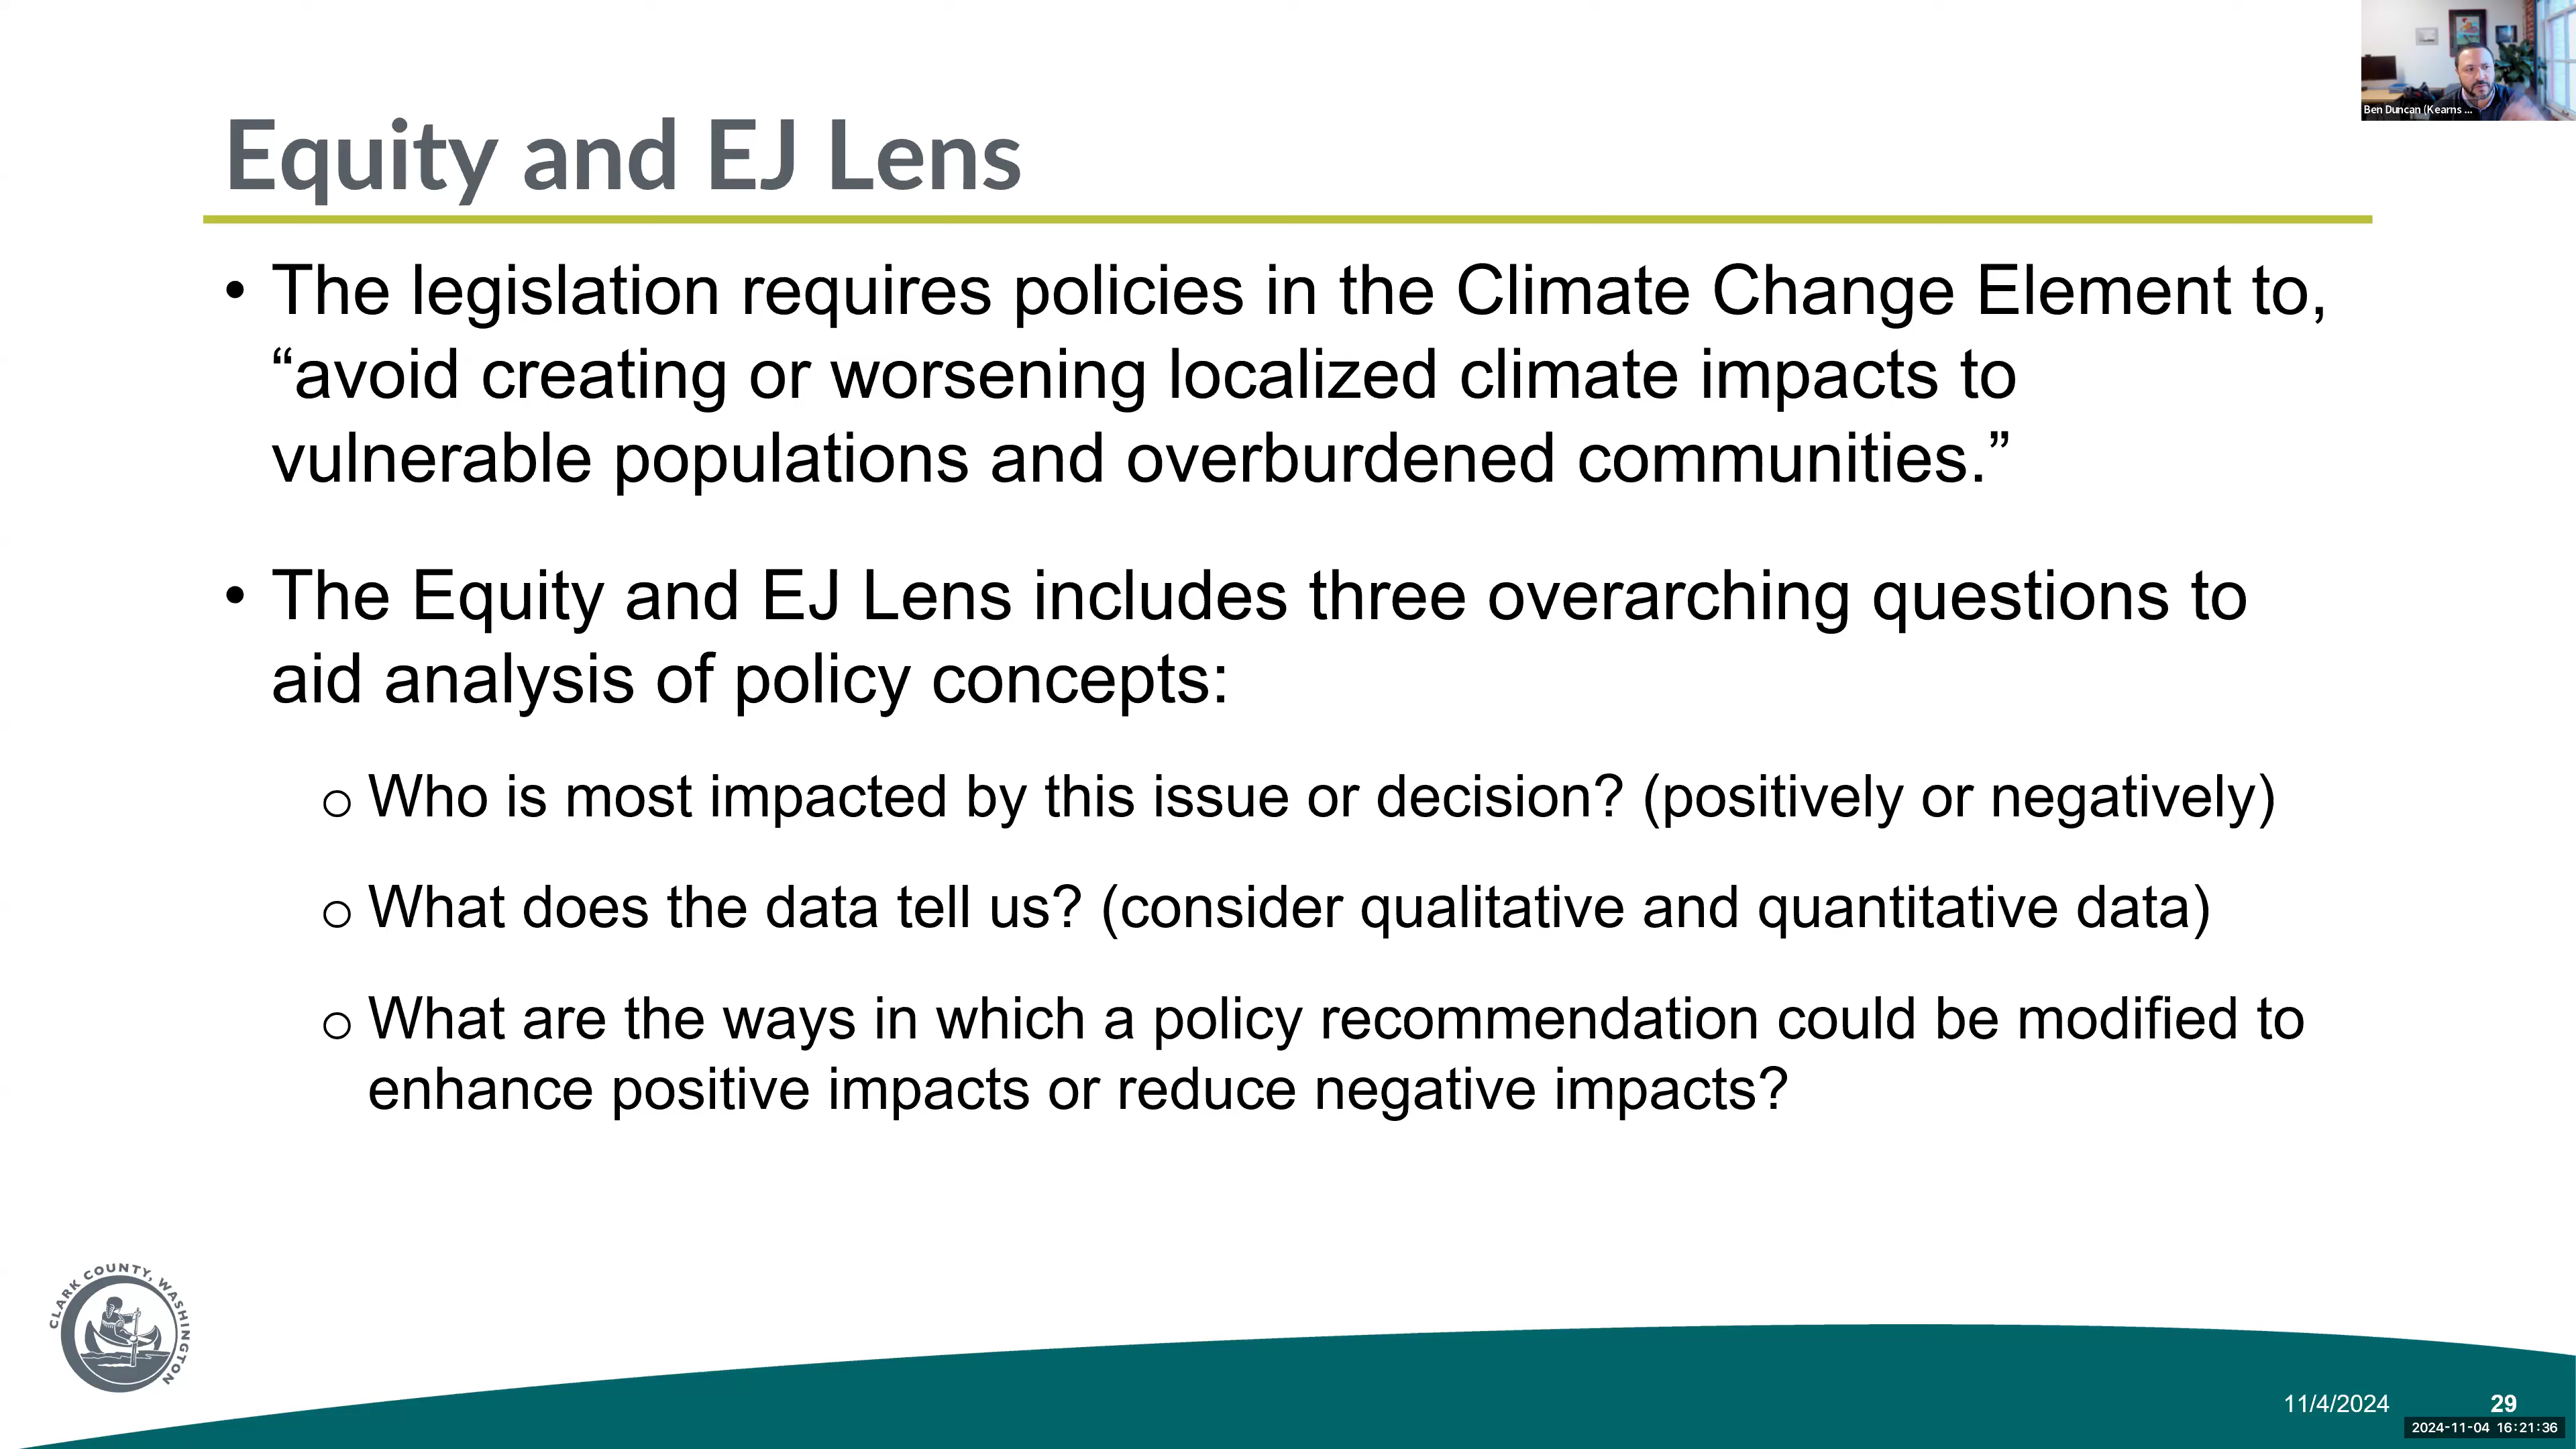 Ben Duncan (Kearns ...
Equity and EJ Lens
• The legislation requires policies in the Climate Change Element to,
“avoid creating or worsening localized climate impacts to
vulnerable populations and overburdened communities.”
• The Equity and EJ Lens includes three overarching questions to
aid analysis of policy concepts:
o Who is most impacted by this issue or decision? (positively or negatively)
o What does the data tell us? (consider qualitative and quantitative data)
o What are the ways in which a policy recommendation could be modified to
enhance positive impacts or reduce negative impacts?
CLARK COUNTY, WASHINGTON
11/4/2024
29
2024-11-04 16:21:36